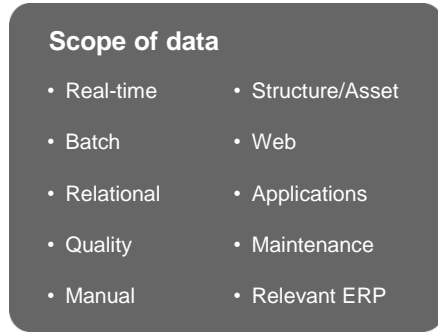 Scope of data
• Real-time
• Batch
• Relational
• Quality
• Manual
• Structure/Asset
• Web
• Applications
• Maintenance
• Relevant ERP